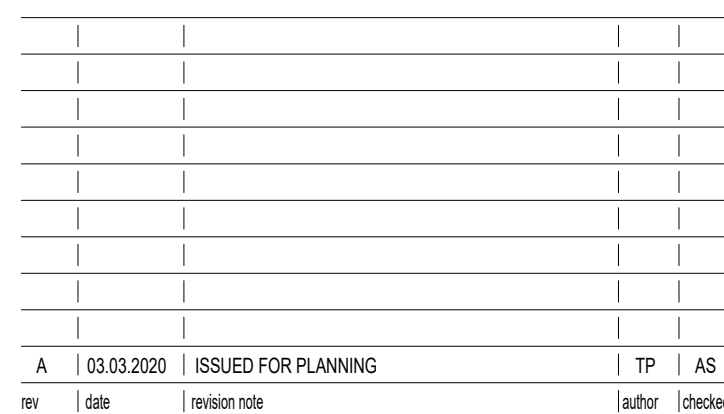 A 03.03.2020 ISSUED FOR PLANNING TP AS
rev date revision note author checked